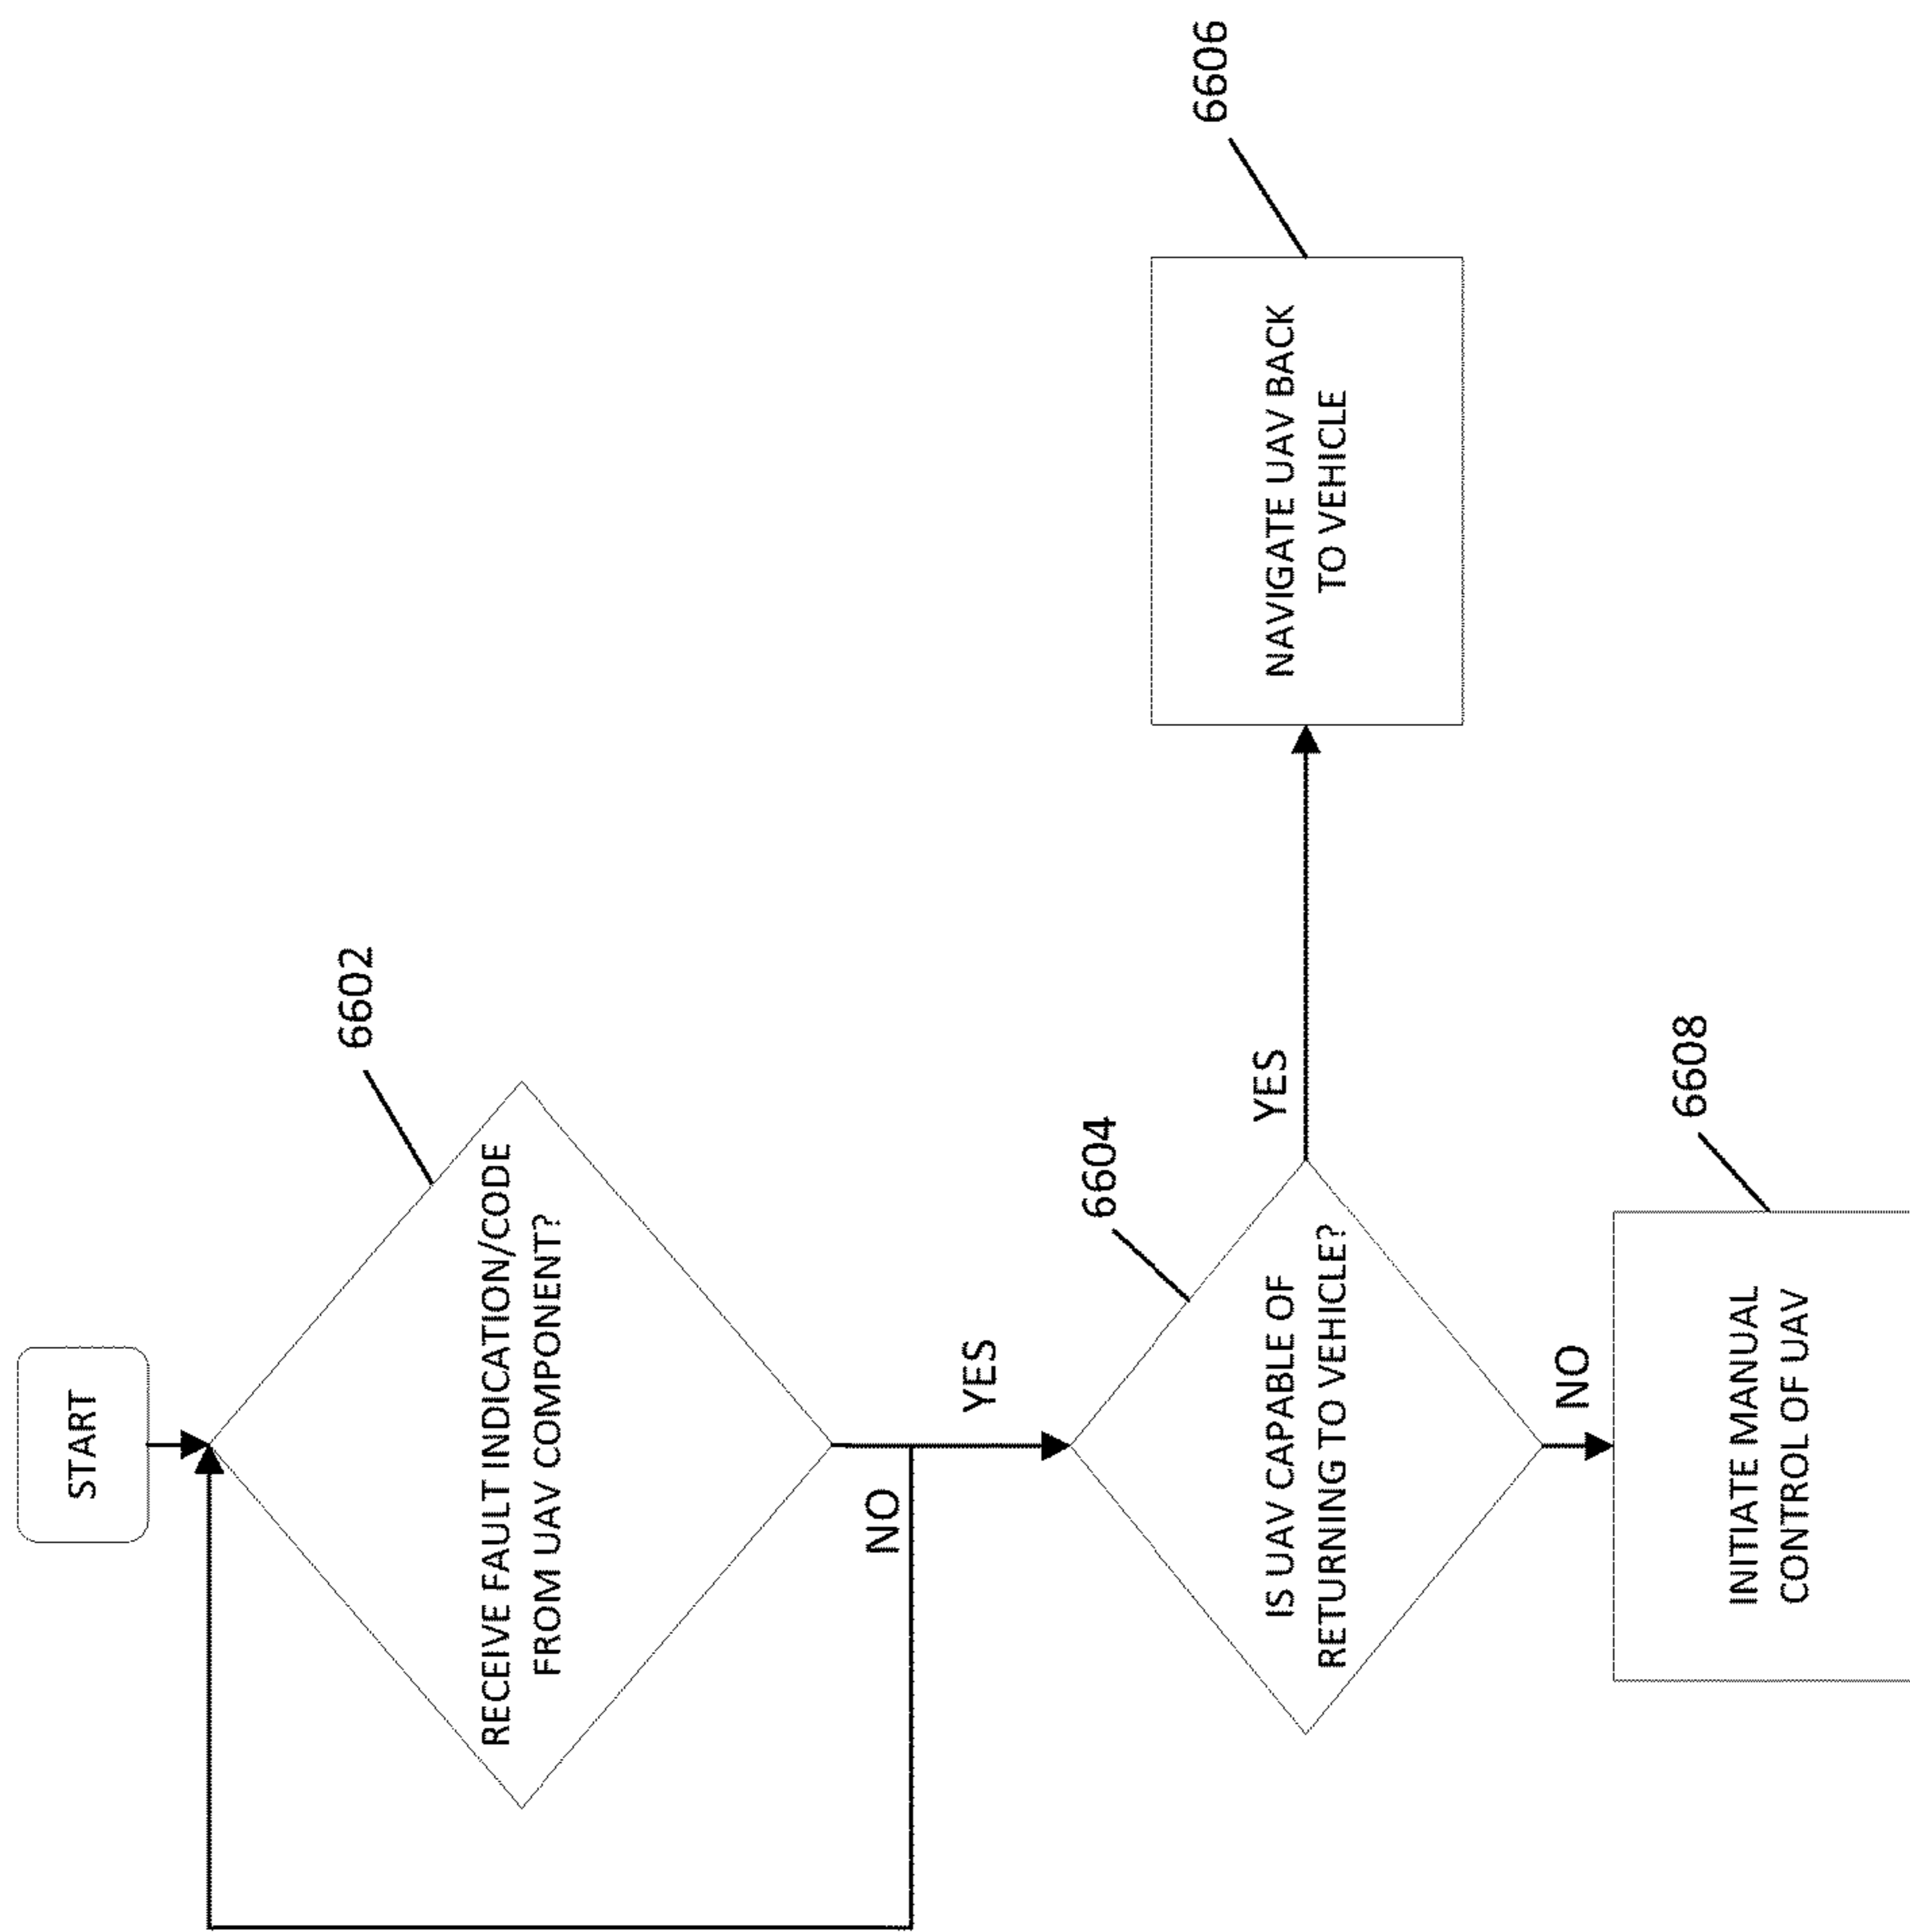 START
6602
RECEIVE FAULT INDICATION/CODE
FROM UAV COMPONENT?
NO
YES
6604
IS UAV CAPABLE OF
RETURNING TO VEHICLE?
YES
6606
NAVIGATE UAV BACK
TO VEHICLE
NO
6608
INITIATE MANUAL
CONTROL OF UAV